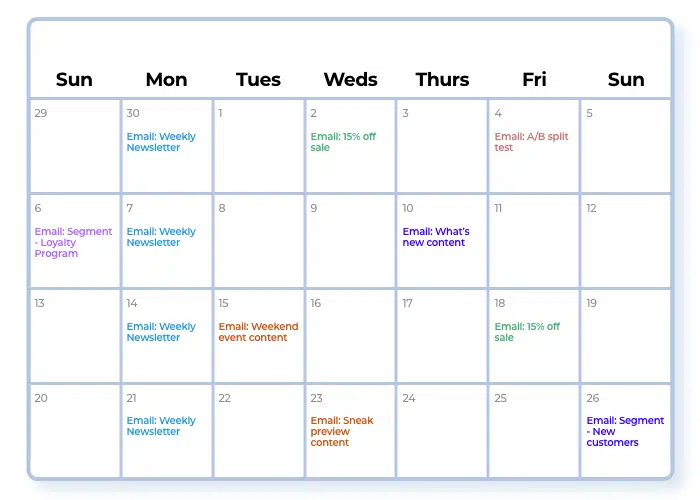 Sun Mon Tues Weds Thurs Fri Sun
29 30 1 2 3 4 5
Email: Weekly Newsletter
Email: 15% off sale
Email: A/B split test
6 7 8 9 10 11 12
Email: Segment - Loyalty Program
Email: Weekly Newsletter
Email: What's new content
13 14 15 16 17 18 19
Email: Weekly Newsletter
Email: Weekend event content
Email: 15% off sale
20 21 22 23 24 25 26
Email: Weekly Newsletter
Email: Sneak preview content
Email: Segment - New customers